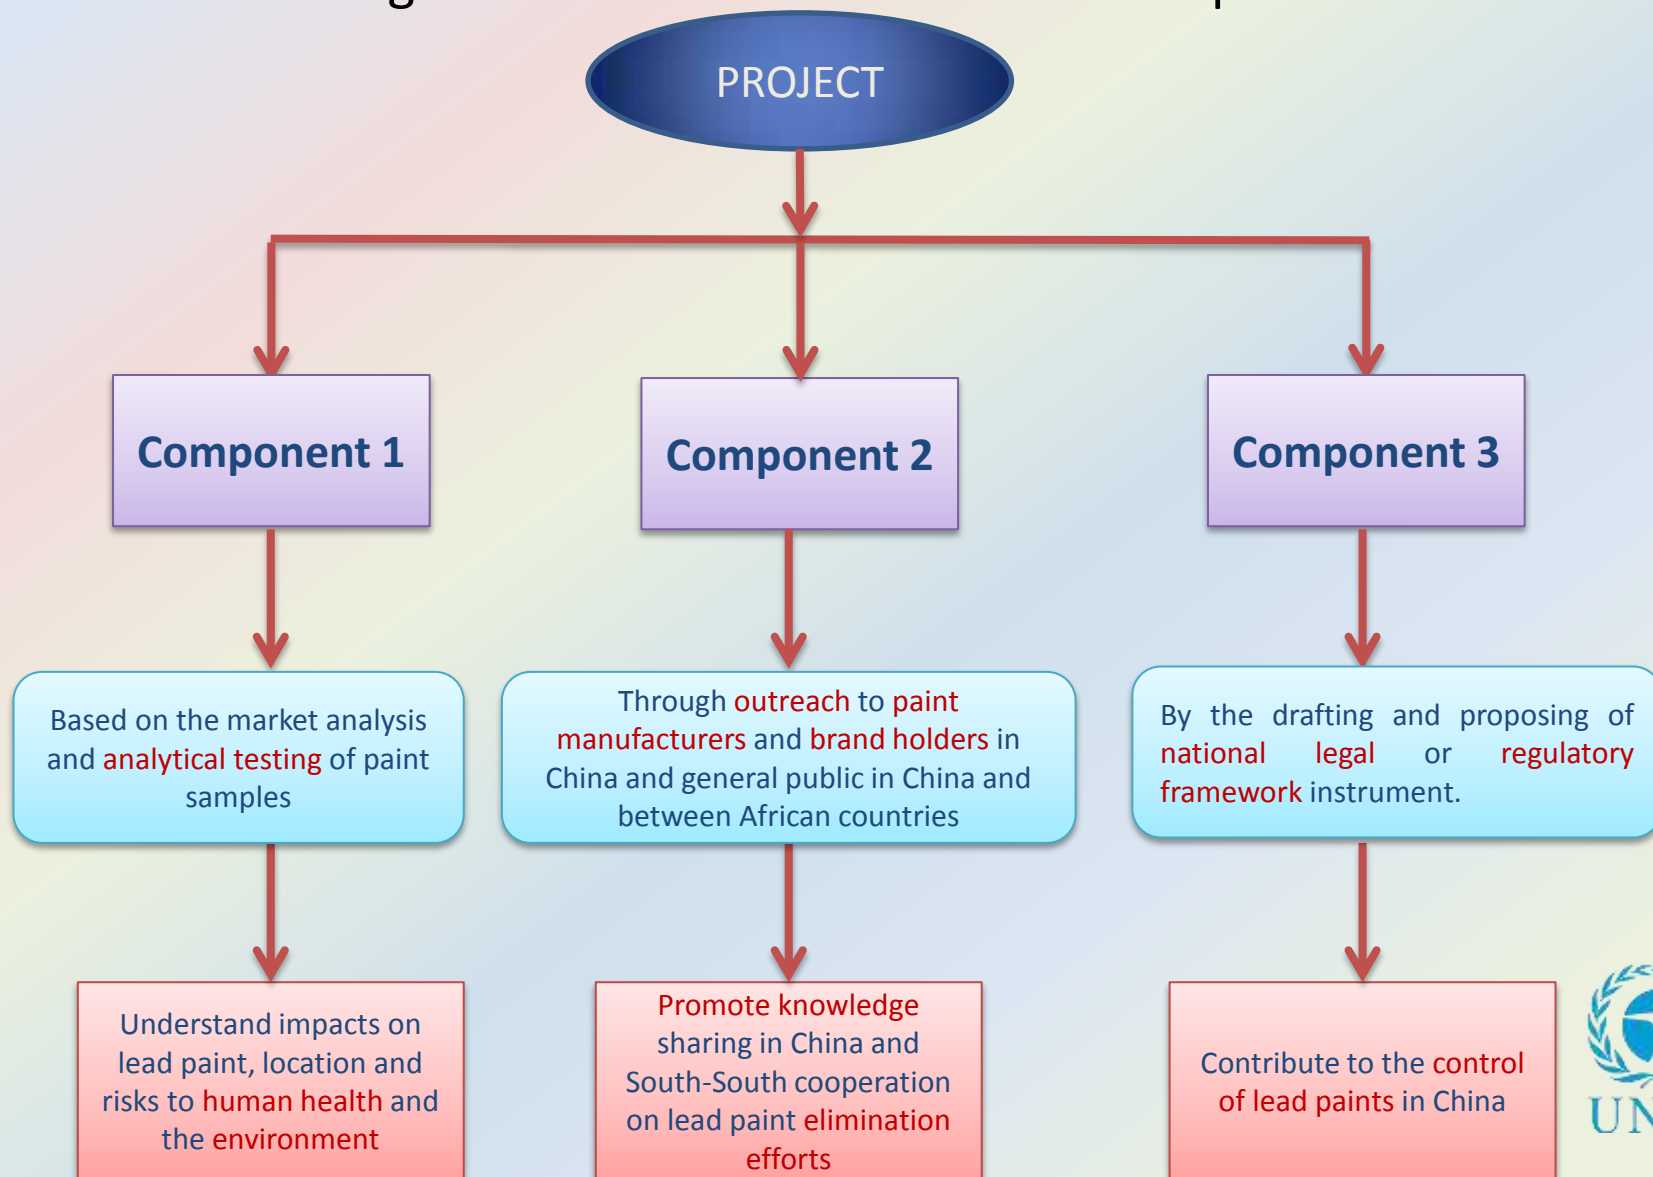 PROJECT
Component 1
Component 2
Component 3
Based on the market analysis
and analytical testing of paint
samples
Through outreach to paint
manufacturers and brand holders in
China and general public in China and
between African countries
By the drafting and proposing of
national legal or regulatory
framework instrument.
Understand impacts on
lead paint, location and
risks to human health and
the environment
Promote knowledge
sharing in China and
South-South cooperation
on lead paint elimination
efforts
Contribute to the control
of lead paints in China